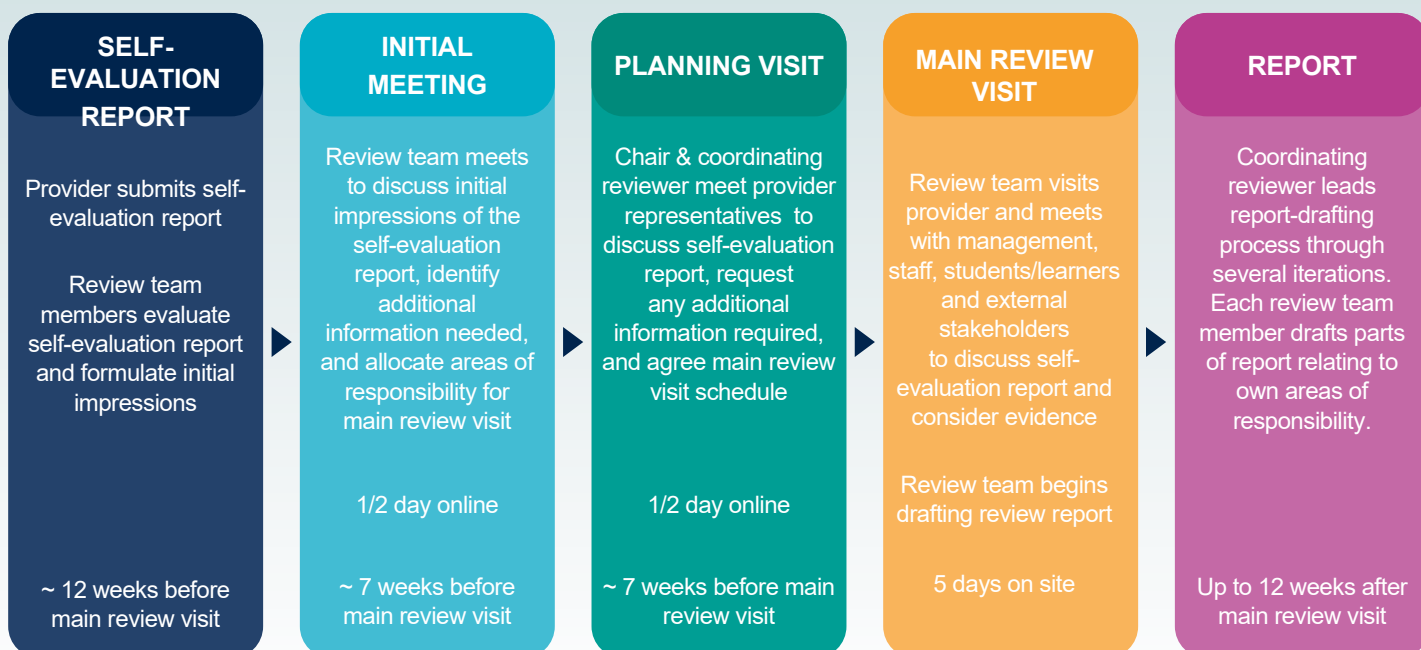 SELF-
EVALUATION
REPORT
Provider submits self-
evaluation report
Review team
members evaluate
self-evaluation report
and formulate initial
impressions
~ 12 weeks before
main review visit
INITIAL
MEETING
Review team meets
to discuss initial
impressions of the
self-evaluation
report, identify
additional
information needed,
and allocate areas of
responsibility for
main review visit
1/2 day online
~ 7 weeks before
main review visit
PLANNING VISIT
Chair & coordinating
reviewer meet provider
representatives to
discuss self-evaluation
report, request
any additional
information required,
and agree main review
visit schedule
1/2 day online
~ 7 weeks before main
review visit
MAIN REVIEW
VISIT
Review team visits
provider and meets
with management,
staff, students/learners
and external
stakeholders
to discuss self-
evaluation report and
consider evidence
Review team begins
drafting review report
5 days on site
REPORT
Coordinating
reviewer leads
report-drafting
process through
several iterations.
Each review team
member drafts parts
of report relating to
own areas of
responsibility.
Up to 12 weeks after
main review visit